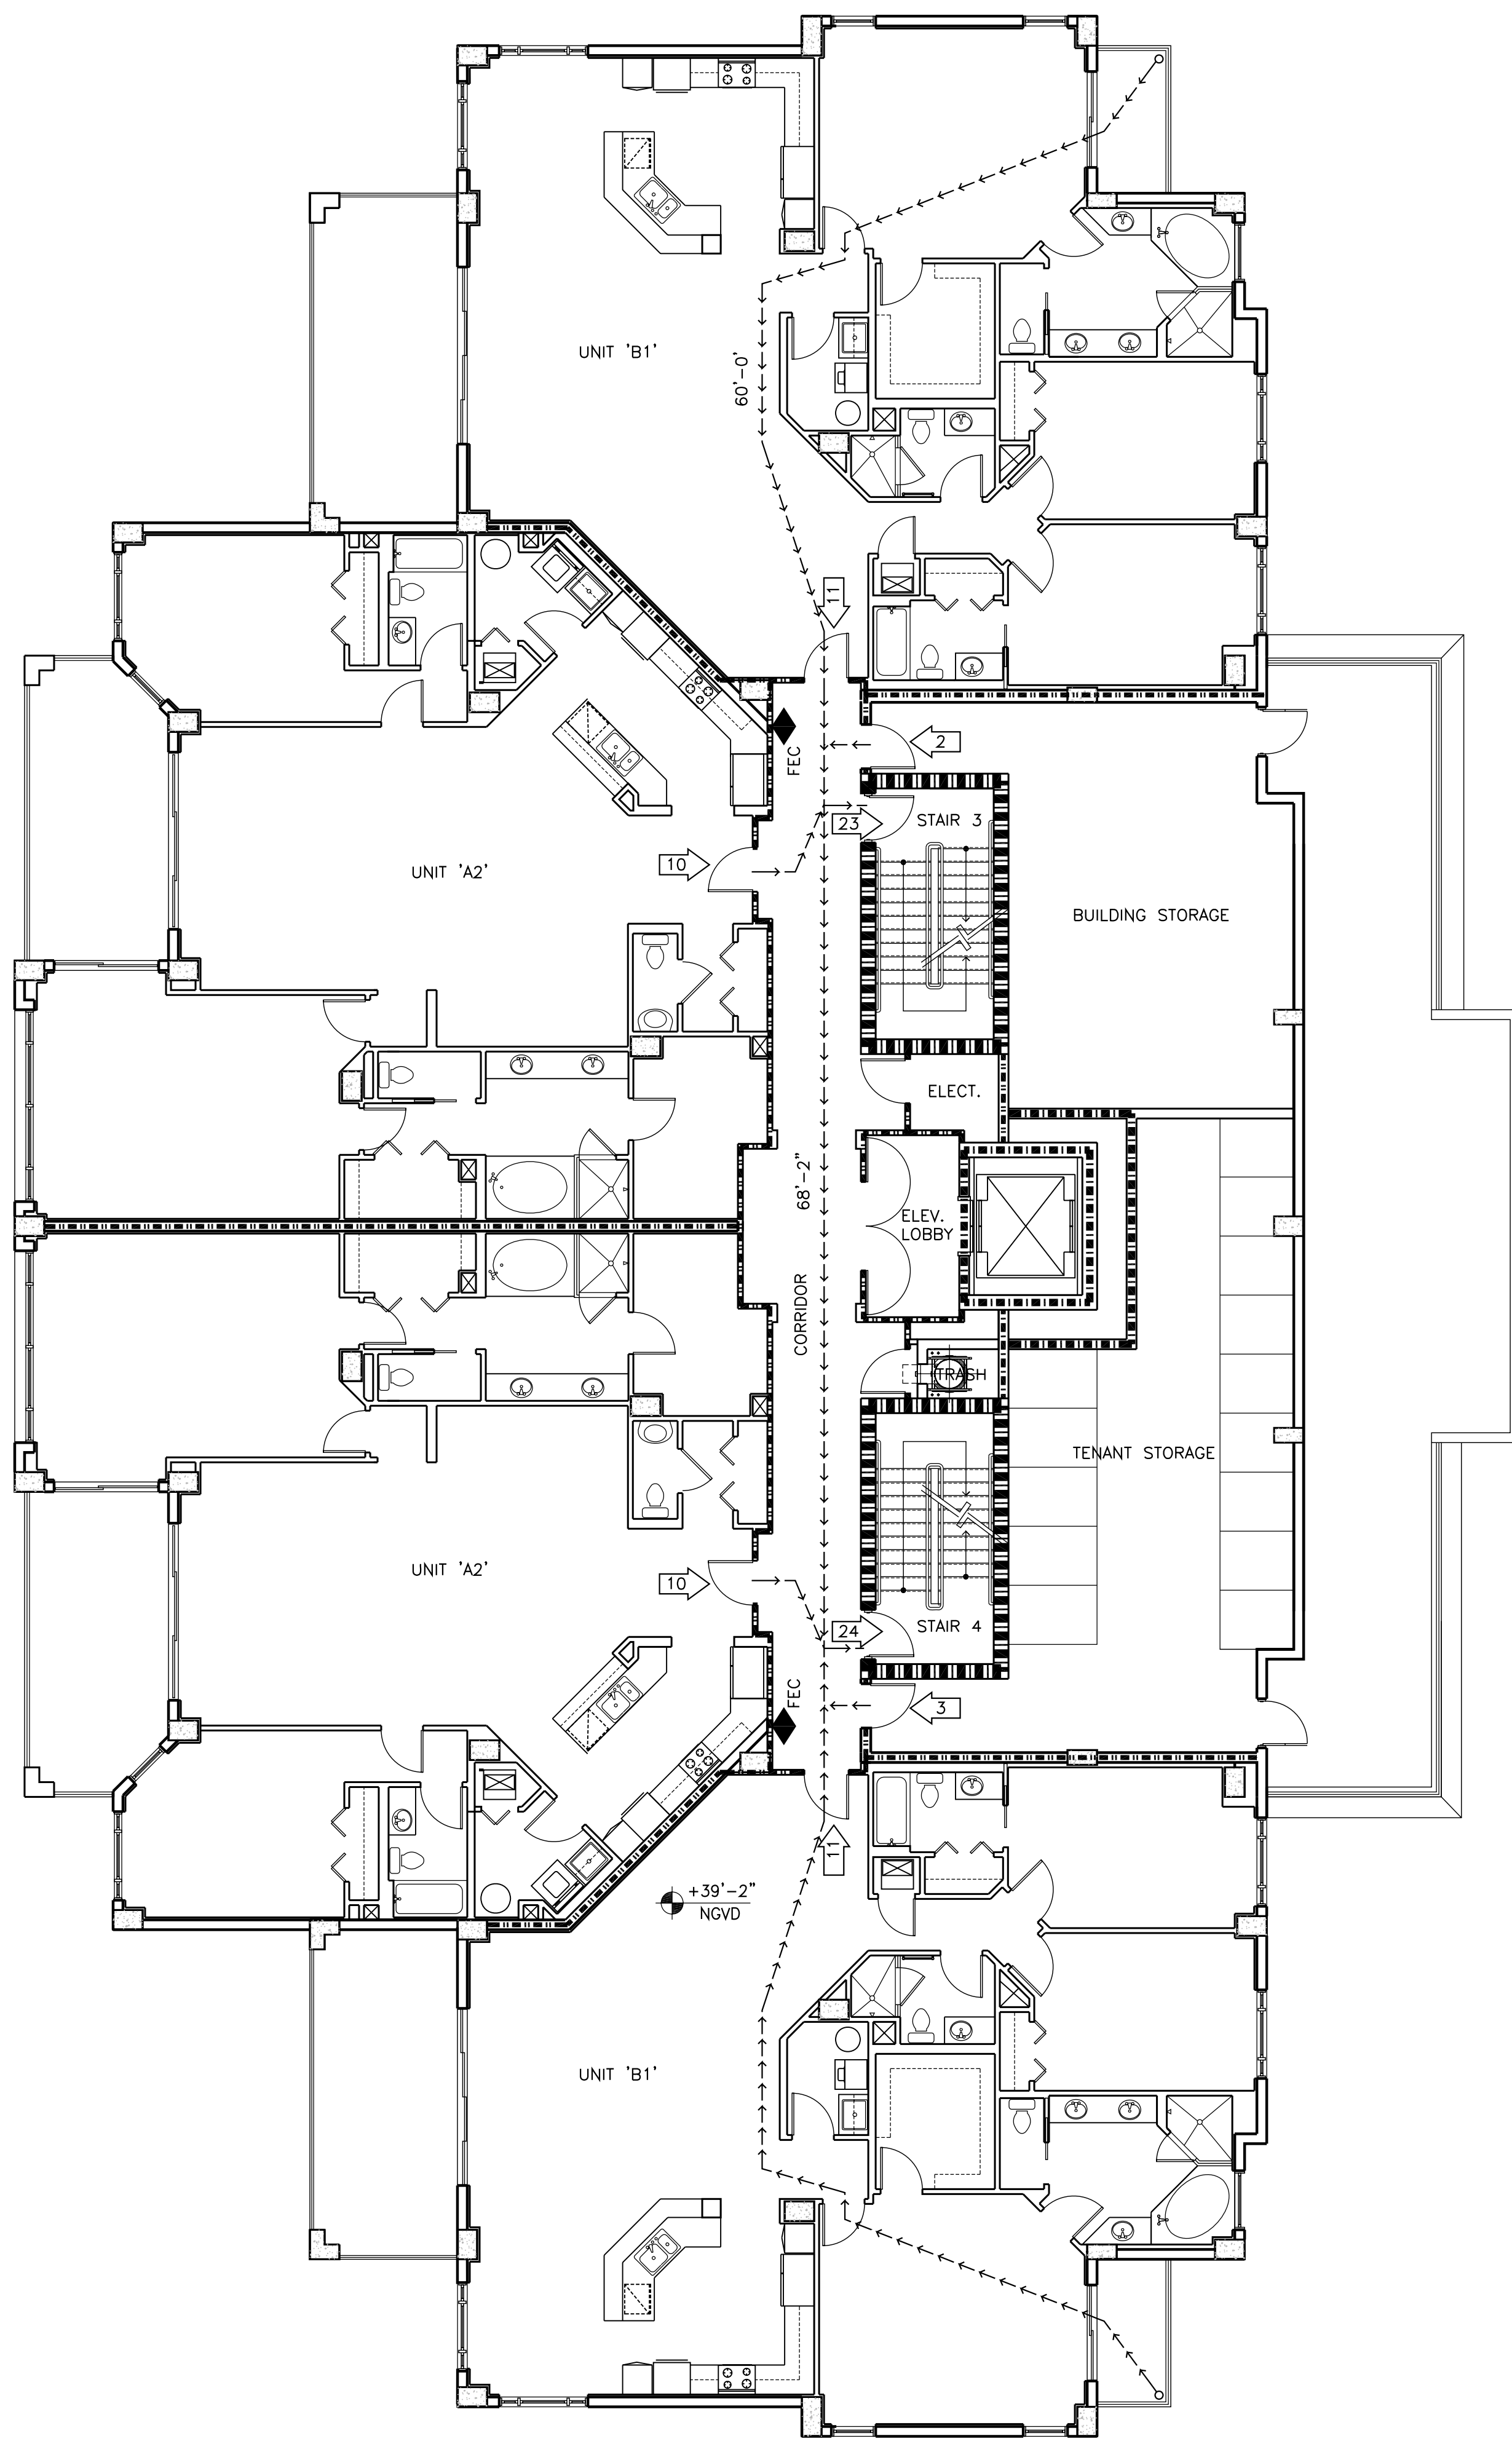 UNIT 'B1'
60'-0'
11
2
FEC
23
STAIR 3
10
UNIT 'A2'
BUILDING STORAGE
ELECT.
68'-2"
ELEV.
LOBBY
CORRIDOR
TRASH
TENANT STORAGE
UNIT 'A2'
10
24
STAIR 4
FEC
3
11
+39'-2"
NGVD
UNIT 'B1'